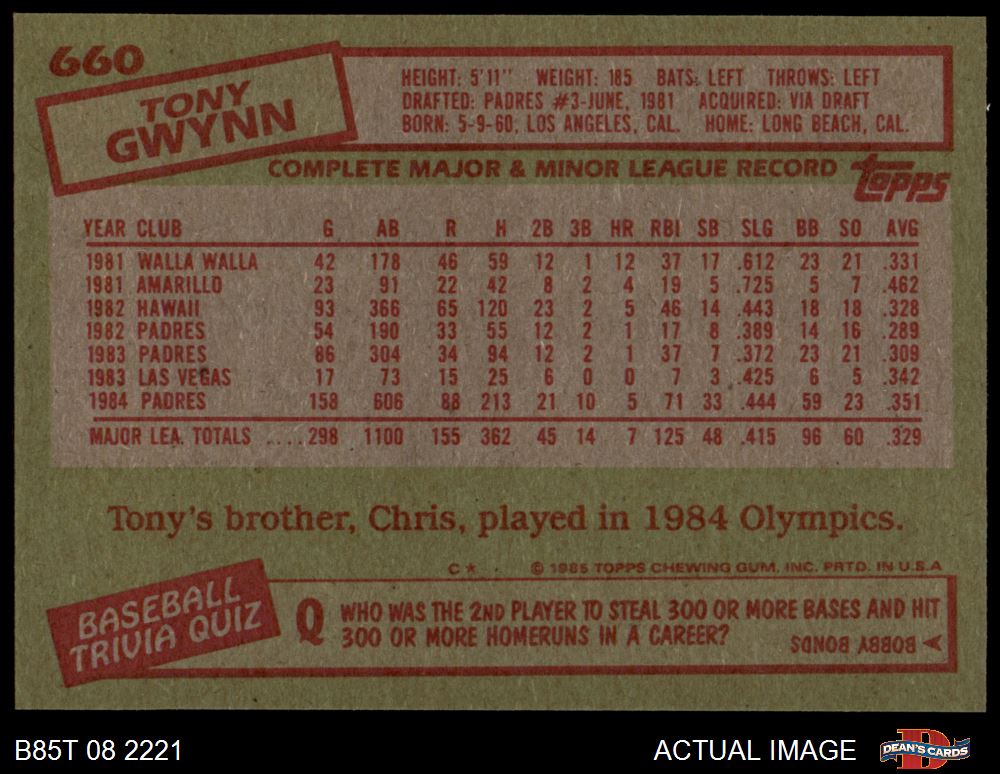 660
TONY
GWYNN
HEIGHT: 5'11" WEIGHT: 185 BATS: LEFT THROWS: LEFT
DRAFTED: PADRES #3-JUNE, 1981 ACQUIRED: VIA DRAFT
BORN: 5-9-60, LOS ANGELES, CAL. HOME: LONG BEACH, CAL.
COMPLETE MAJOR & MINOR LEAGUE RECORD
Topps
YEAR CLUB G AB R H 2B 3B HR RBI SB SLG BB SO AVG
1981 WALLA WALLA 42 178 46 59 12 1 12 37 17 .612 23 21 .331
1981 AMARILLO 23 91 22 42 8 2 4 19 5 .725 5 7 .462
1982 HAWAII 93 366 65 120 23 2 5 46 14 .443 18 18 .328
1982 PADRES 54 190 33 55 12 2 1 17 8 .389 14 16 .289
1983 PADRES 86 304 34 94 12 2 1 37 7 .372 23 21 .309
1983 LAS VEGAS 17 73 15 25 6 0 0 7 3 .425 6 5 .342
1984 PADRES 158 606 88 213 21 10 5 71 33 .444 59 23 .351
MAJOR LEA. TOTALS .....298 1100 155 362 45 14 7 125 48 .415 96 60 .329
Tony's brother, Chris, played in 1984 Olympics.
C* © 1985 TOPPS CHEWING GUM, INC. PRTD. IN U.S.A
BASEBALL
TRIVIA QUIZ
Q WHO WAS THE 2ND PLAYER TO STEAL 300 OR MORE BASES AND HIT
300 OR MORE HOMERUNS IN A CAREER?
A BOBBY BONDS
B85T 08 2221
ACTUAL IMAGE
D
DEAN'S CARDS